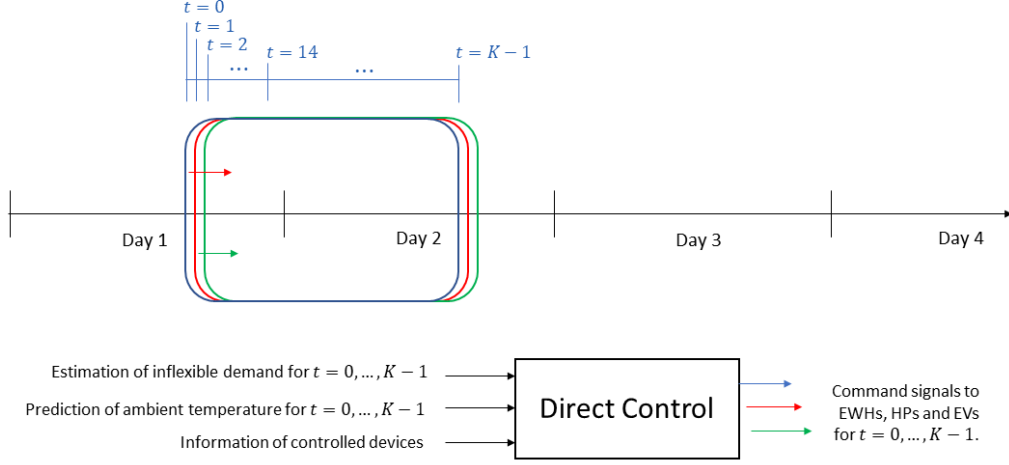 t = 0
t = 1
t = 2
t = 14
t = K − 1
...
...
Day 1
Day 2
Day 3
Day 4
Estimation of inflexible demand for t = 0, … , K − 1
Prediction of ambient temperature for t = 0, … , K − 1
Information of controlled devices
Direct Control
Command signals to
EWHs, HPs and EVs
for t = 0, … , K − 1.